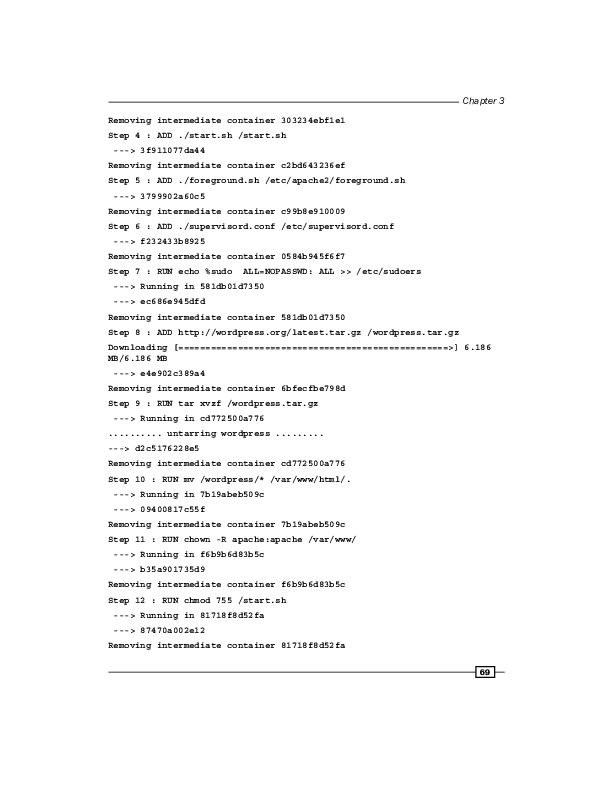 Chapter 3
Removing intermediate container 303234ebf1e1
Step 4 : ADD ./start.sh /start.sh
---> 3f911077da44
Removing intermediate container c2bd643236ef
Step 5 : ADD ./foreground.sh /etc/apache2/foreground.sh
---> 3799902a60c5
Removing intermediate container c99b8e910009
Step 6 : ADD ./supervisord.conf /etc/supervisord.conf
---> f232433b8925
Removing intermediate container 0584b945f6f7
Step 7 : RUN echo %sudo  ALL=NOPASSWD: ALL >> /etc/sudoers
---> Running in 581db01d7350
---> ec686e945dfd
Removing intermediate container 581db01d7350
Step 8 : ADD http://wordpress.org/latest.tar.gz /wordpress.tar.gz
Downloading [==================================================>] 6.186
MB/6.186 MB
---> e4e902c389a4
Removing intermediate container 6bfecfbe798d
Step 9 : RUN tar xvzf /wordpress.tar.gz
---> Running in cd772500a776
.......... untarring wordpress .........
---> d2c5176228e5
Removing intermediate container cd772500a776
Step 10 : RUN mv /wordpress/* /var/www/html/.
---> Running in 7b19abeb509c
---> 09400817c55f
Removing intermediate container 7b19abeb509c
Step 11 : RUN chown -R apache:apache /var/www/
---> Running in f6b9b6d83b5c
---> b35a901735d9
Removing intermediate container f6b9b6d83b5c
Step 12 : RUN chmod 755 /start.sh
---> Running in 81718f8d52fa
---> 87470a002e12
Removing intermediate container 81718f8d52fa
69